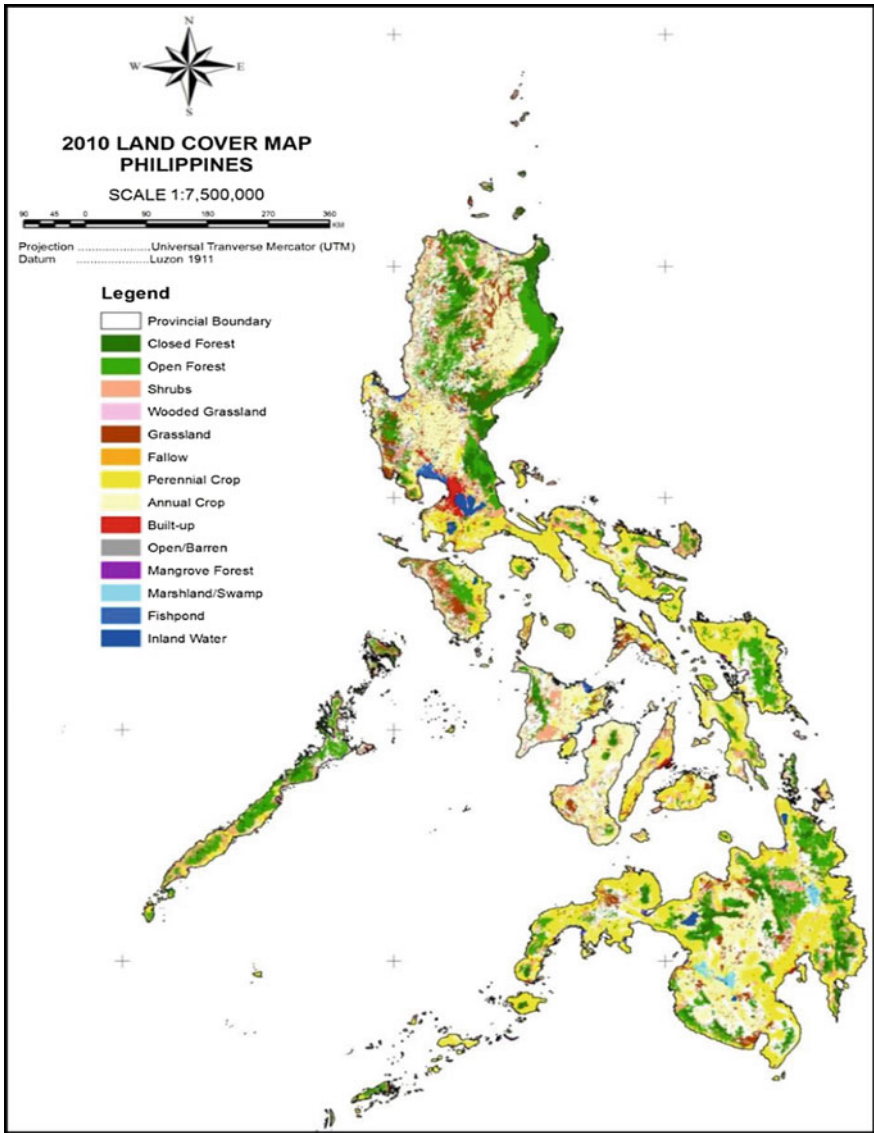 N
W E
S
2010 LAND COVER MAP
PHILIPPINES
SCALE 1:7,500,000
90 45 0 90 180 270 360
KM
Projection ....................Universal Tranverse Mercator (UTM)
Datum ....................Luzon 1911
Legend
Provincial Boundary
Closed Forest
Open Forest
Shrubs
Wooded Grassland
Grassland
Fallow
Perennial Crop
Annual Crop
Built-up
Open/Barren
Mangrove Forest
Marshland/Swamp
Fishpond
Inland Water